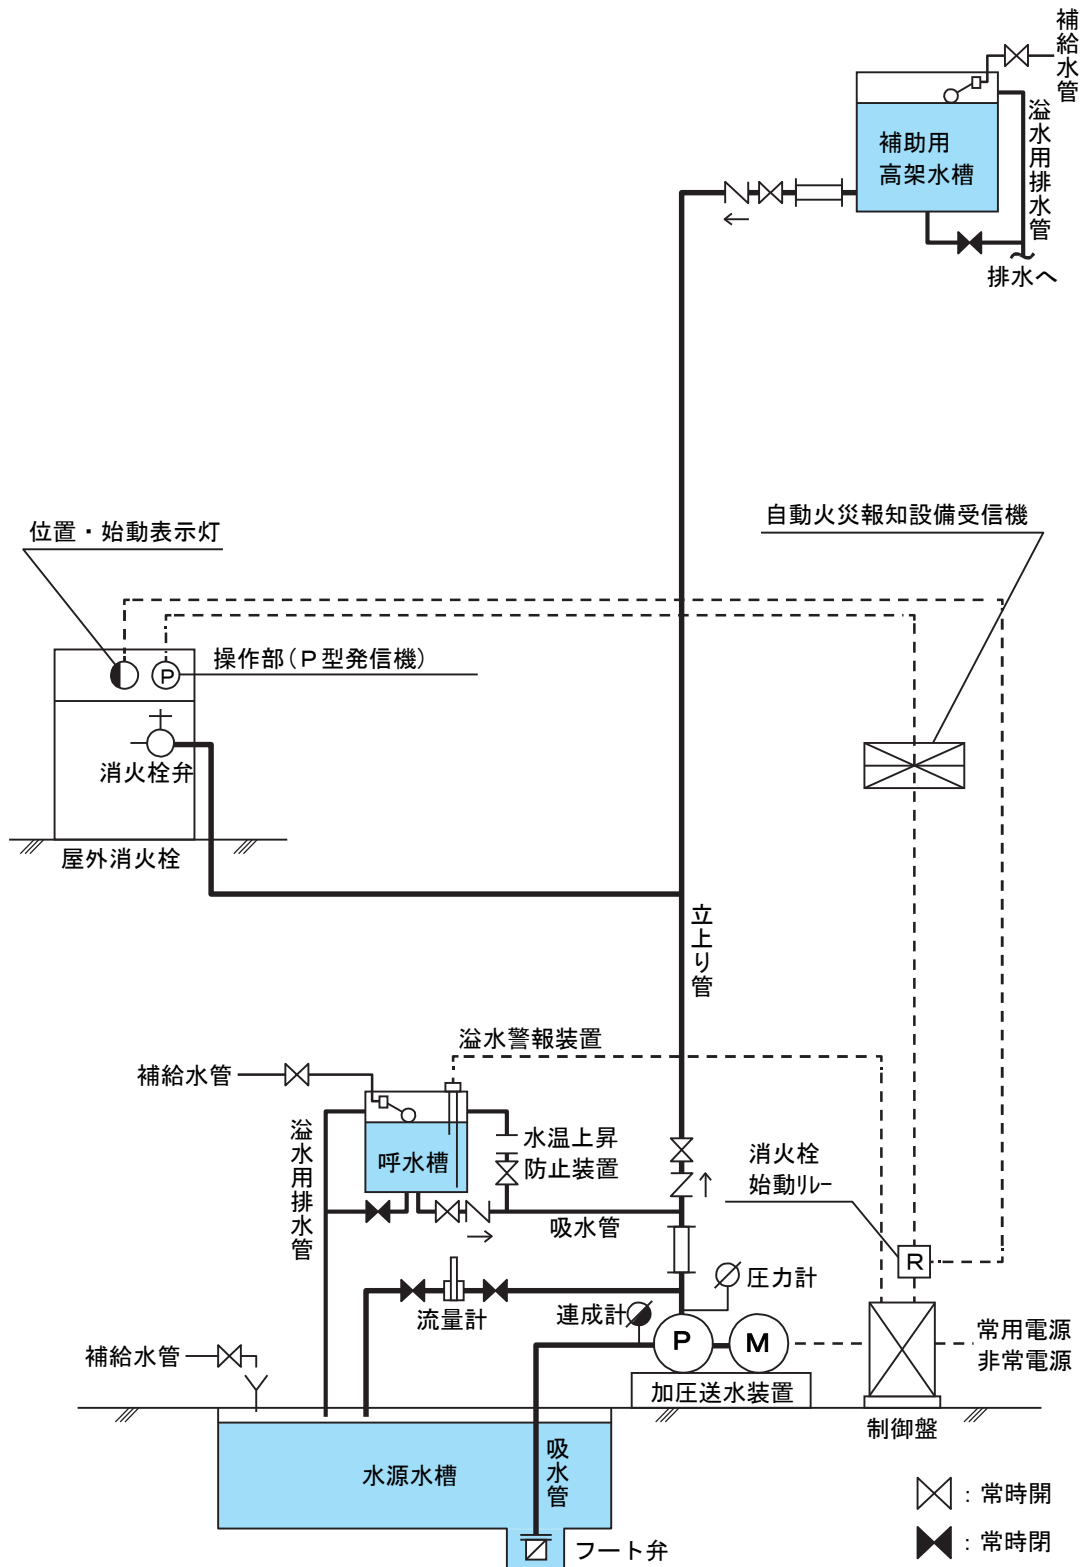 補給水管
溢水用排水管
補助用
高架水槽
排水へ
位置・始動表示灯
自動火災報知設備受信機
操作部(P型発信機)
P
消火栓弁
屋外消火栓
立上り管
溢水警報装置
補給水管
溢水用排水管
呼水槽
水温上昇
防止装置
消火栓
始動リレー
吸水管
R
圧力計
連成計
流量計
P
M
常用電源
非常電源
補給水管
加圧送水装置
制御盤
吸水管
水源水槽
フート弁
:常時開
:常時閉